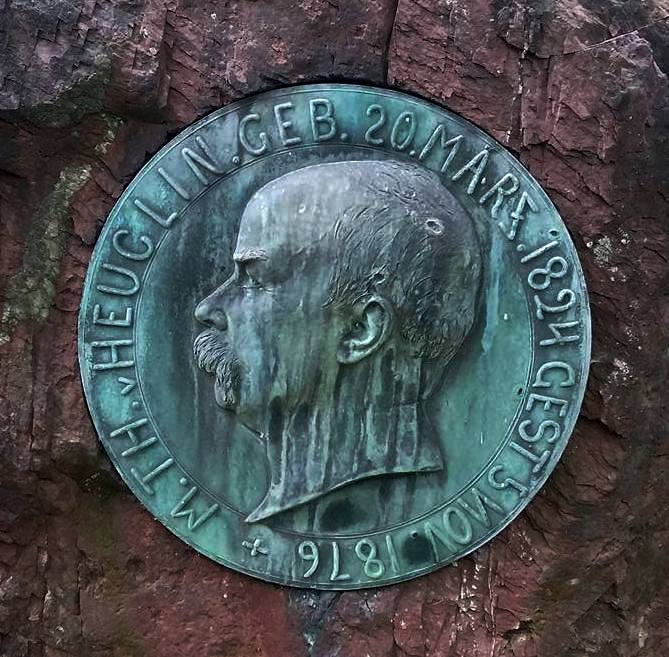 M. TH. v HEUGLIN. GEB. 20. MÄRZ. 1824 GEST 5 NOV. 1876 +